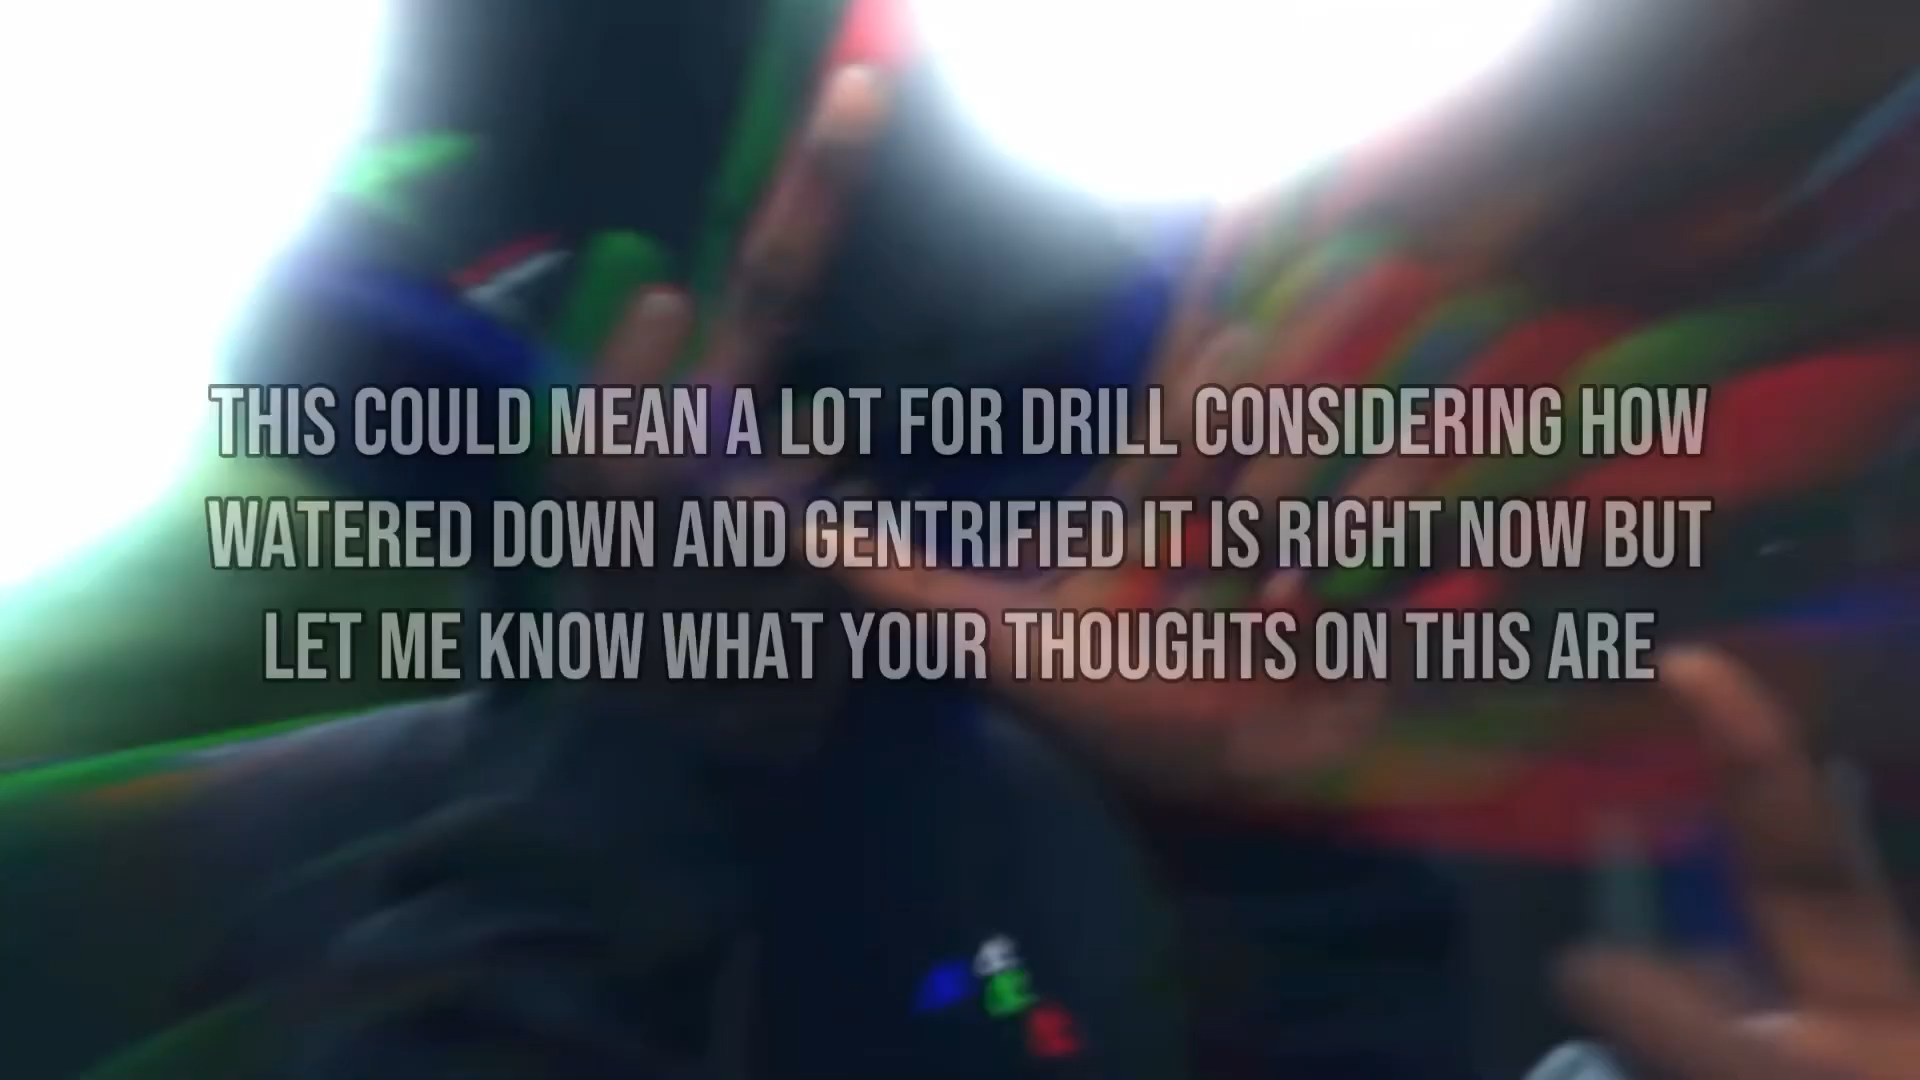 THIS COULD MEAN A LOT FOR DRILL CONSIDERING HOW
WATERED DOWN AND GENTRIFIED IT IS RIGHT NOW BUT
LET ME KNOW WHAT YOUR THOUGHTS ON THIS ARE